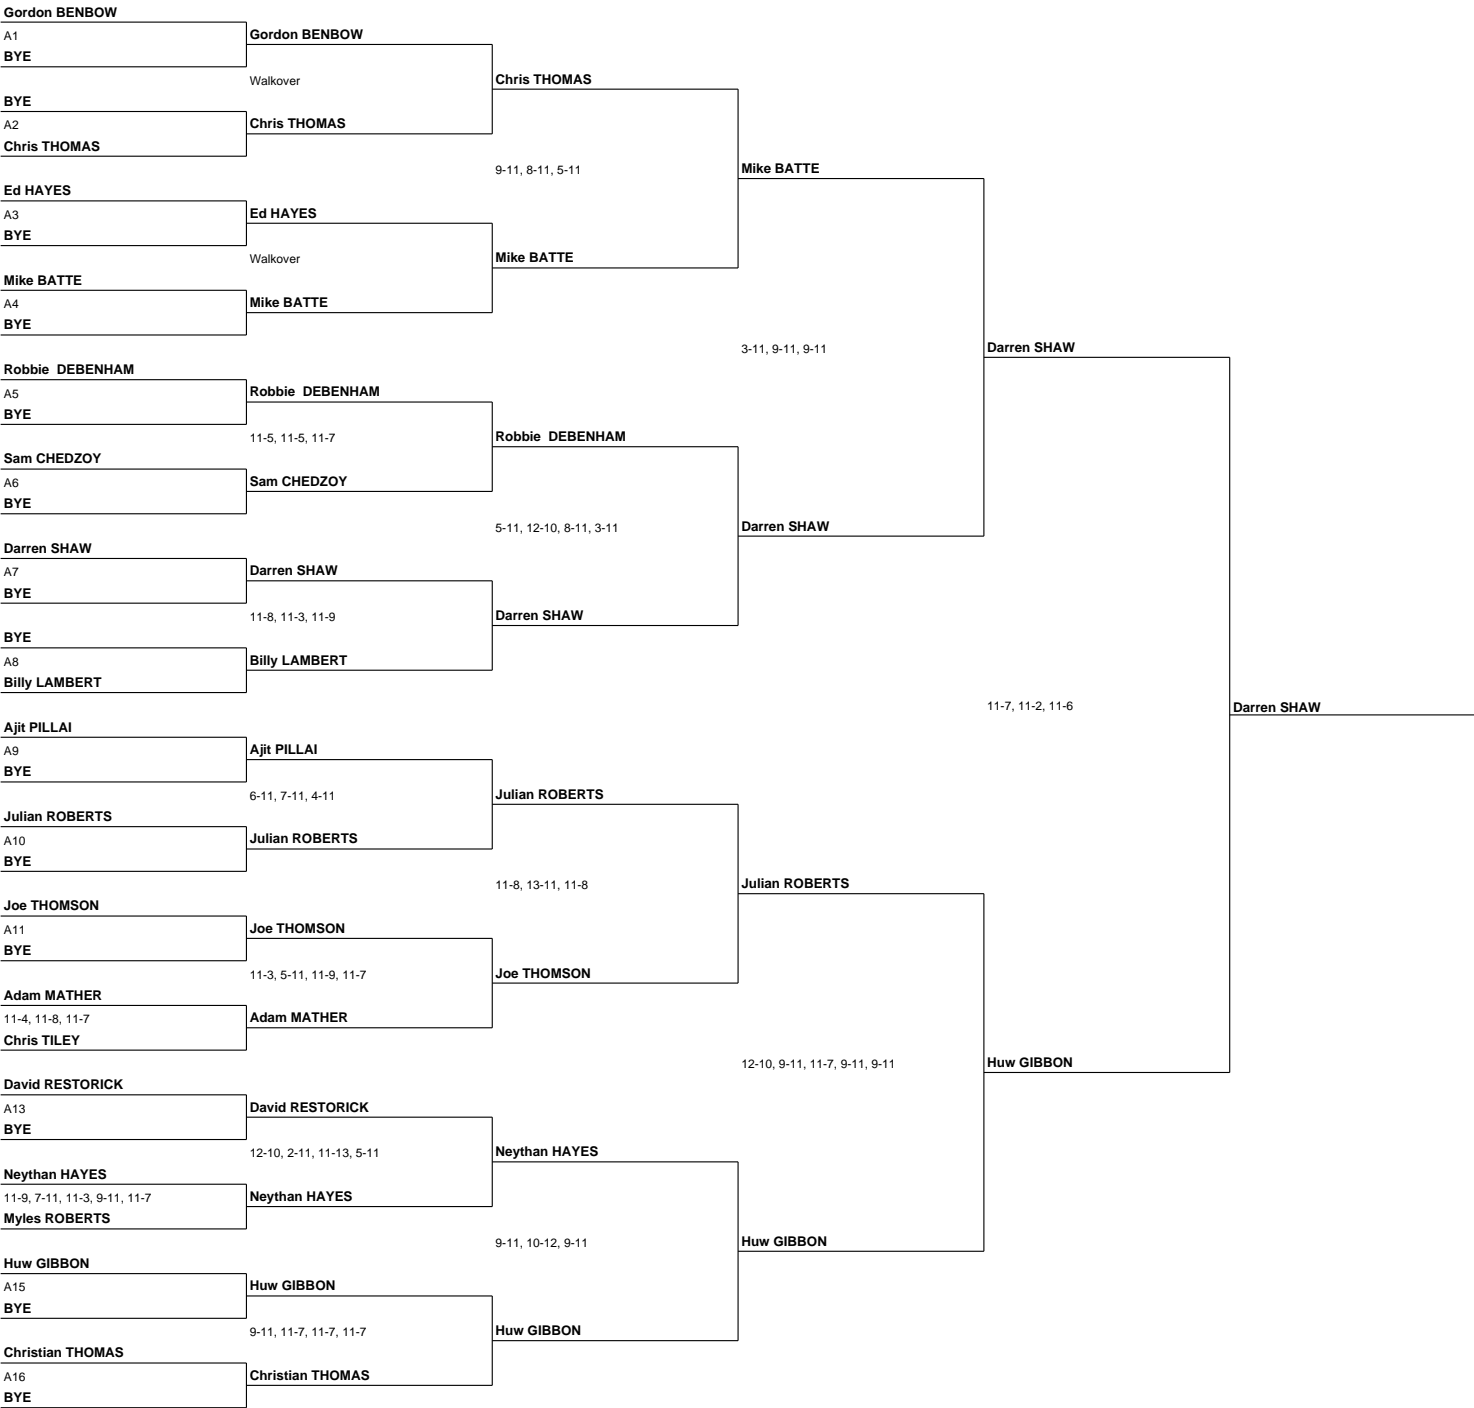 Gordon BENBOW
A1
BYE
BYE
A2
Chris THOMAS
Ed HAYES
A3
BYE
Mike BATTE
A4
BYE
Robbie  DEBENHAM
A5
BYE
Sam CHEDZOY
A6
BYE
Darren SHAW
A7
BYE
BYE
A8
Billy LAMBERT
Ajit PILLAI
A9
BYE
Julian ROBERTS
A10
BYE
Joe THOMSON
A11
BYE
Adam MATHER
11-4, 11-8, 11-7
Chris TILEY
David RESTORICK
A13
BYE
Neythan HAYES
11-9, 7-11, 11-3, 9-11, 11-7
Myles ROBERTS
Huw GIBBON
A15
BYE
Christian THOMAS
A16
BYE
Gordon BENBOW
Walkover
Chris THOMAS
Ed HAYES
Walkover
Mike BATTE
Robbie  DEBENHAM
11-5, 11-5, 11-7
Sam CHEDZOY
Darren SHAW
11-8, 11-3, 11-9
Billy LAMBERT
Ajit PILLAI
6-11, 7-11, 4-11
Julian ROBERTS
Joe THOMSON
11-3, 5-11, 11-9, 11-7
Adam MATHER
David RESTORICK
12-10, 2-11, 11-13, 5-11
Neythan HAYES
Huw GIBBON
9-11, 11-7, 11-7, 11-7
Christian THOMAS
Chris THOMAS
9-11, 8-11, 5-11
Mike BATTE
Robbie  DEBENHAM
5-11, 12-10, 8-11, 3-11
Darren SHAW
Julian ROBERTS
11-8, 13-11, 11-8
Joe THOMSON
Neythan HAYES
9-11, 10-12, 9-11
Huw GIBBON
Mike BATTE
3-11, 9-11, 9-11
Darren SHAW
Julian ROBERTS
12-10, 9-11, 11-7, 9-11, 9-11
Huw GIBBON
Darren SHAW
11-7, 11-2, 11-6
Huw GIBBON
Darren SHAW